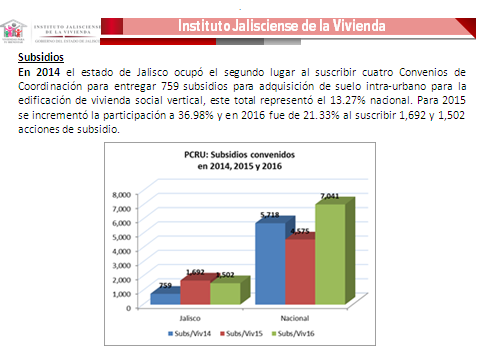 Instituto Jalisciense de la Vivienda
INSTITUTO JALISCIENSE
DE LA VIVIENDA
GOBIERNO DEL ESTADO DE JALISCO
Subsidios
En 2014 el estado de Jalisco ocupó el segundo lugar al suscribir cuatro Convenios de
Coordinación para entregar 759 subsidios para adquisición de suelo intra-urbano para la
edificación de vivienda social vertical, este total representó el 13.27% nacional. Para 2015
se incrementó la participación a 36.98% y en 2016 fue de 21.33% al suscribir 1,692 y 1,502
acciones de subsidio.
PCRU: Subsidios convenidos
en 2014, 2015 y 2016
8,000
7,000
6,000
5,000
4,000
3,000
2,000
1,000
0
759
1,692
1,502
5,718
4,575
7,041
Jalisco
Nacional
Subs/Viv14
Subs/Viv15
Subs/Viv16